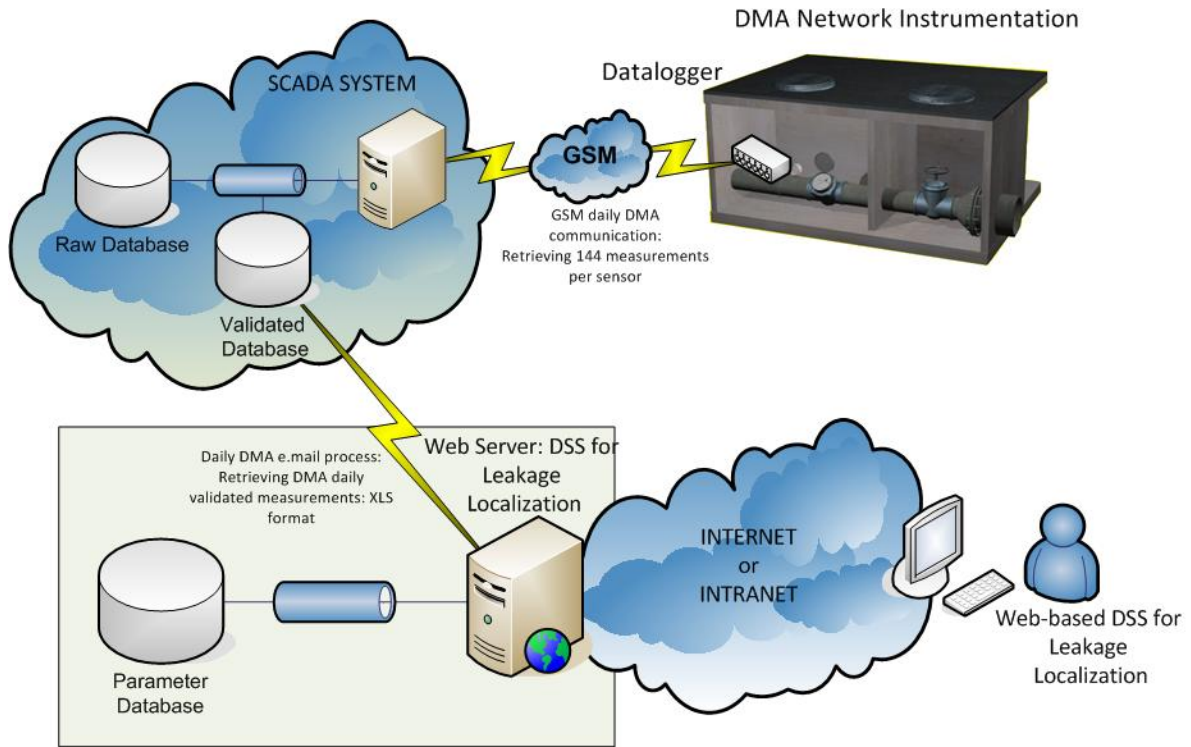 DMA Network Instrumentation
Datalogger
SCADA SYSTEM
GSM
GSM daily DMA
communication:
Retrieving 144 measurements
per sensor
Raw Database
Validated
Database
Daily DMA e.mail process:
Retrieving DMA daily
validated measurements: XLS
format
Web Server: DSS for
Leakage
Localization
INTERNET
or
INTRANET
Web-based DSS for
Leakage
Localization
Parameter
Database